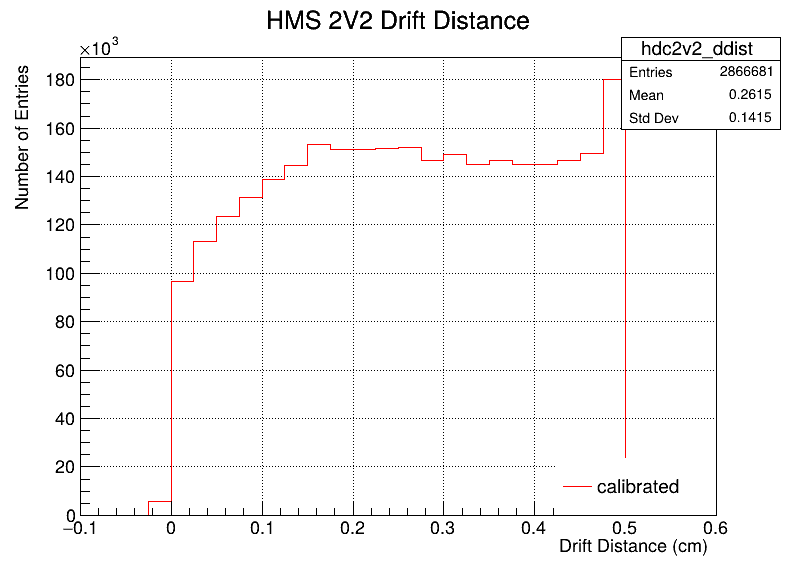 HMS 2V2 Drift Distance
×10³
hdc2v2_ddist
Entries 2866681
Mean 0.2615
Std Dev 0.1415
Number of Entries
180
160
140
120
100
80
60
40
20
0
calibrated
−0.1 0 0.1 0.2 0.3 0.4 0.5 0.6
Drift Distance (cm)